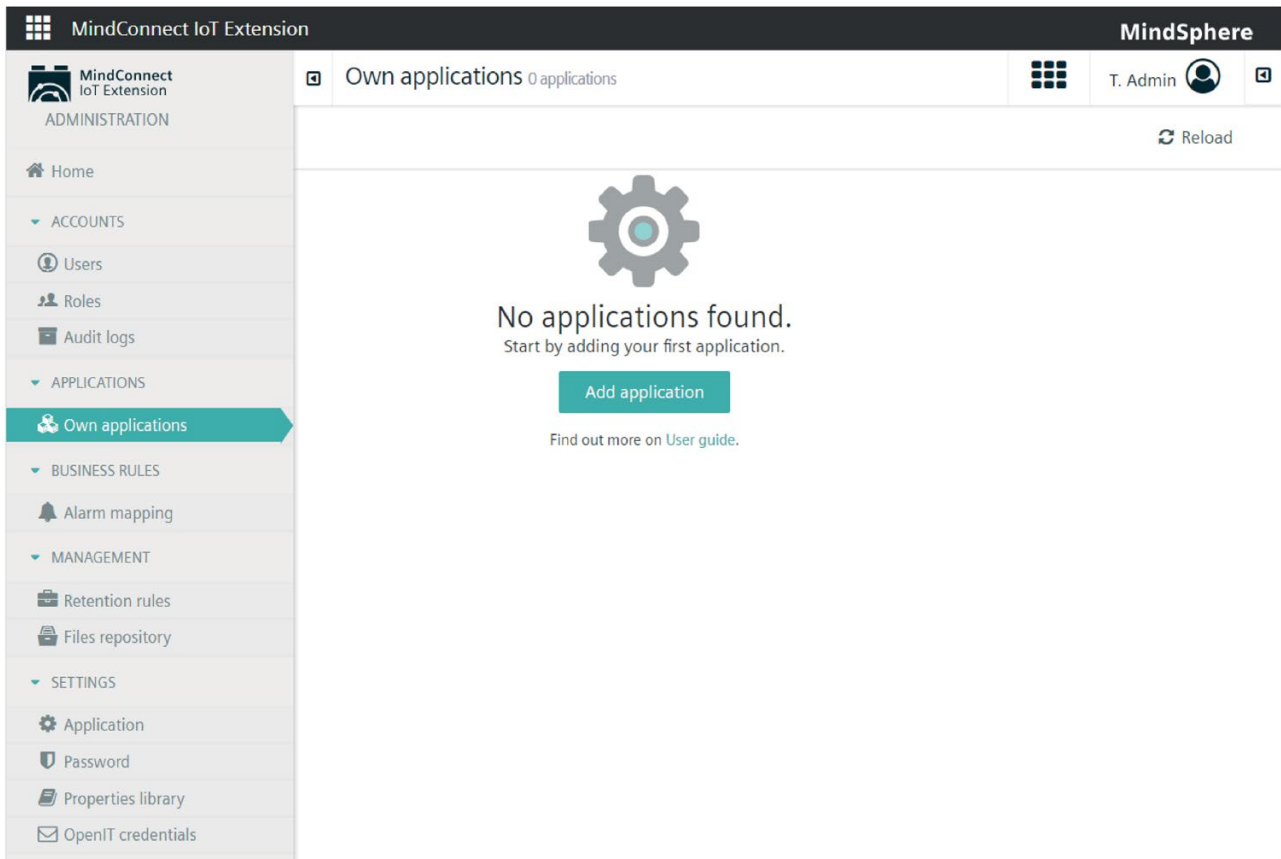 MindConnect IoT Extension
MindSphere
MindConnect
IoT Extension
ADMINISTRATION
Own applications 0 applications
T. Admin
Reload
Home
ACCOUNTS
Users
Roles
Audit logs
APPLICATIONS
Own applications
BUSINESS RULES
Alarm mapping
MANAGEMENT
Retention rules
Files repository
SETTINGS
Application
Password
Properties library
OpenIT credentials
No applications found.
Start by adding your first application.
Add application
Find out more on User guide.